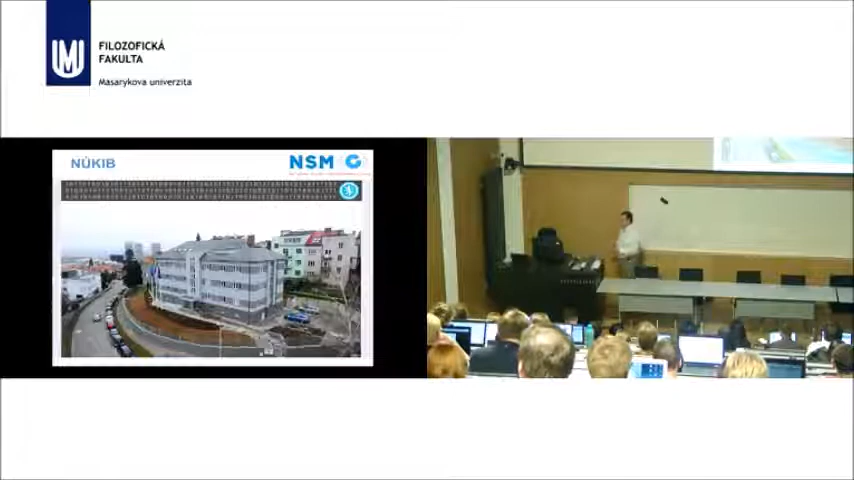 FILOZOFICKÁ
FAKULTA
Masarykova univerzita
NÚKIB
NSM